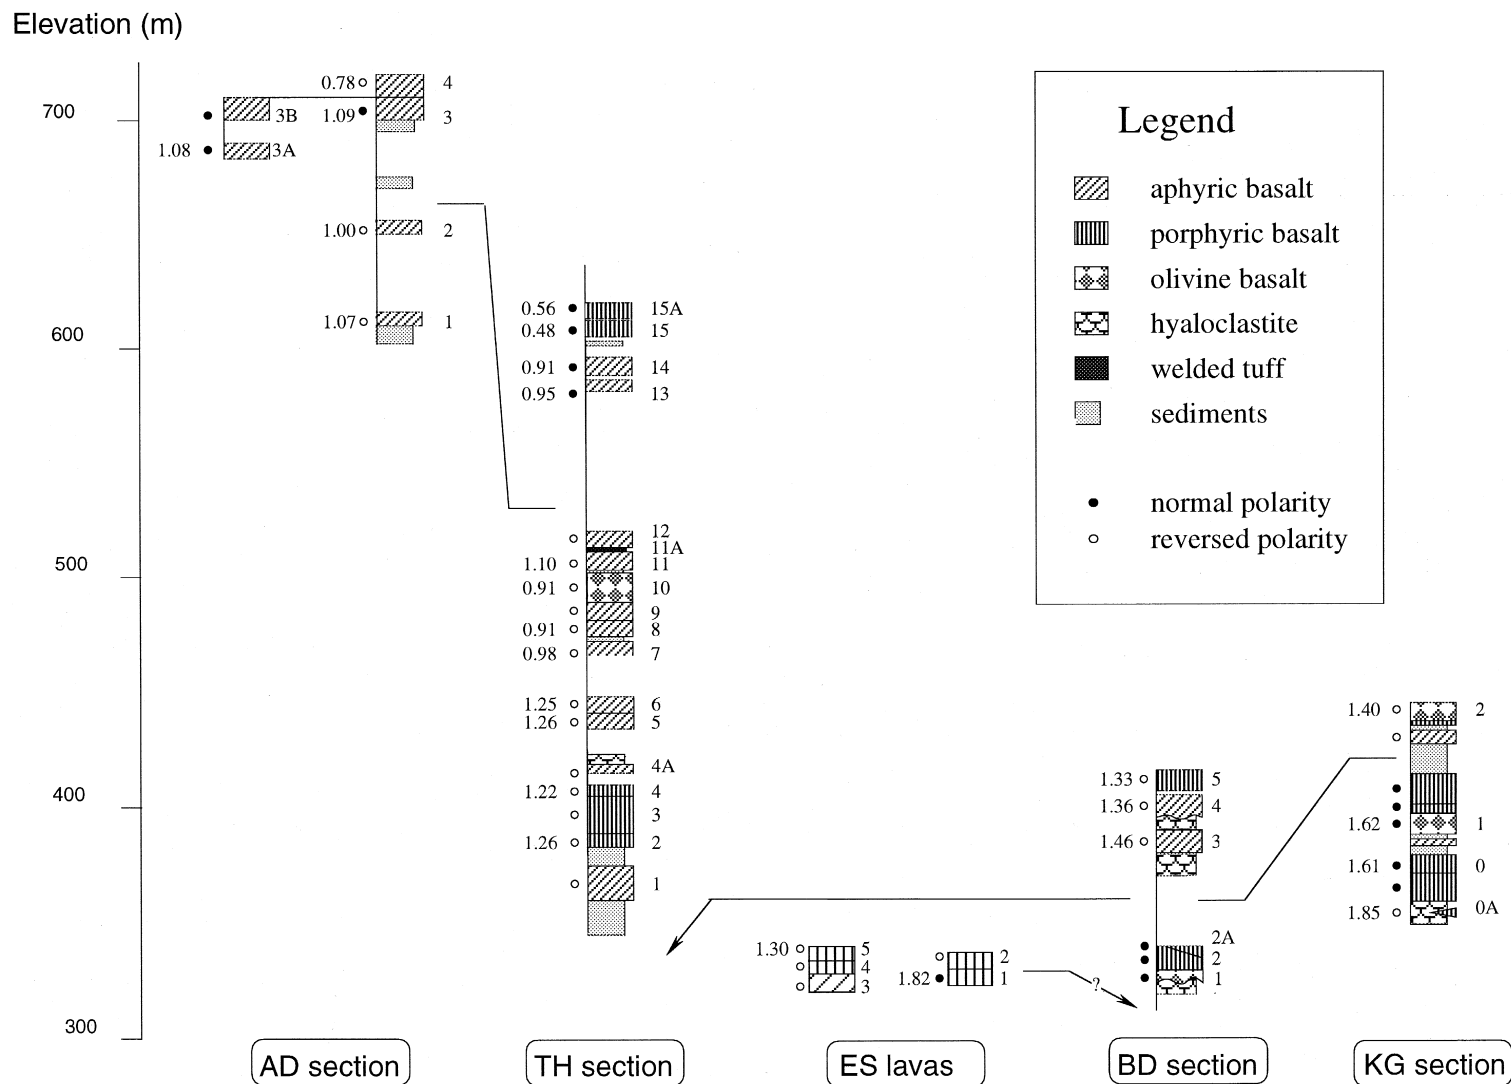 Elevation (m)
700
600
500
400
300
0.78 4
1.09 3
3B
1.08 3A
1.00 2
1.07 1
AD section
0.56 15A
0.48 15
0.91 14
0.95 13
12
11A
1.10 11
0.91 10
9
0.91 8
0.98 7
1.25 6
1.26 5
4A
1.22 4
3
1.26 2
1
TH section
1.30 5
4
3
2
1.82 1
?
ES lavas
1.33 5
1.36 4
1.46 3
2A
2
1
BD section
1.40 2
1.62 1
1.61 0
1.85 0A
KG section
Legend
aphyric basalt
porphyric basalt
olivine basalt
hyaloclastite
welded tuff
sediments
normal polarity
reversed polarity